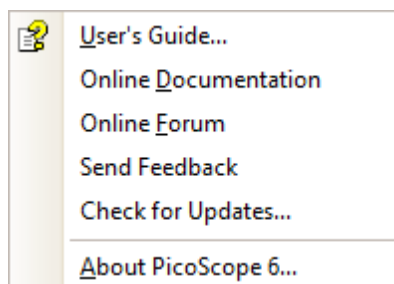 User's Guide...
Online Documentation
Online Forum
Send Feedback
Check for Updates...
About PicoScope 6...